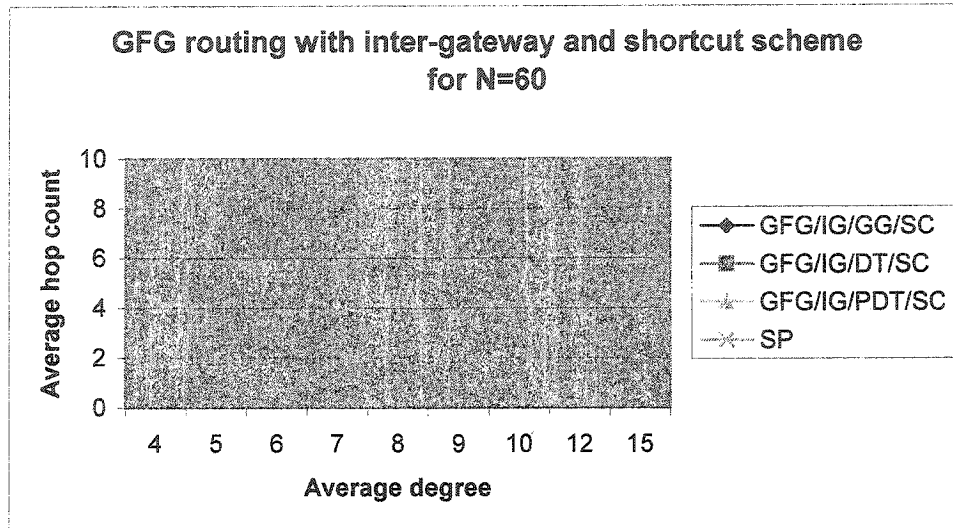 GFG routing with inter-gateway and shortcut scheme
for N=60
Average hop count
10
8
6
4
2
0
4 5 6 7 8 9 10 12 15
Average degree
GFG/IG/GG/SC
GFG/IG/DT/SC
GFG/IG/PDT/SC
SP